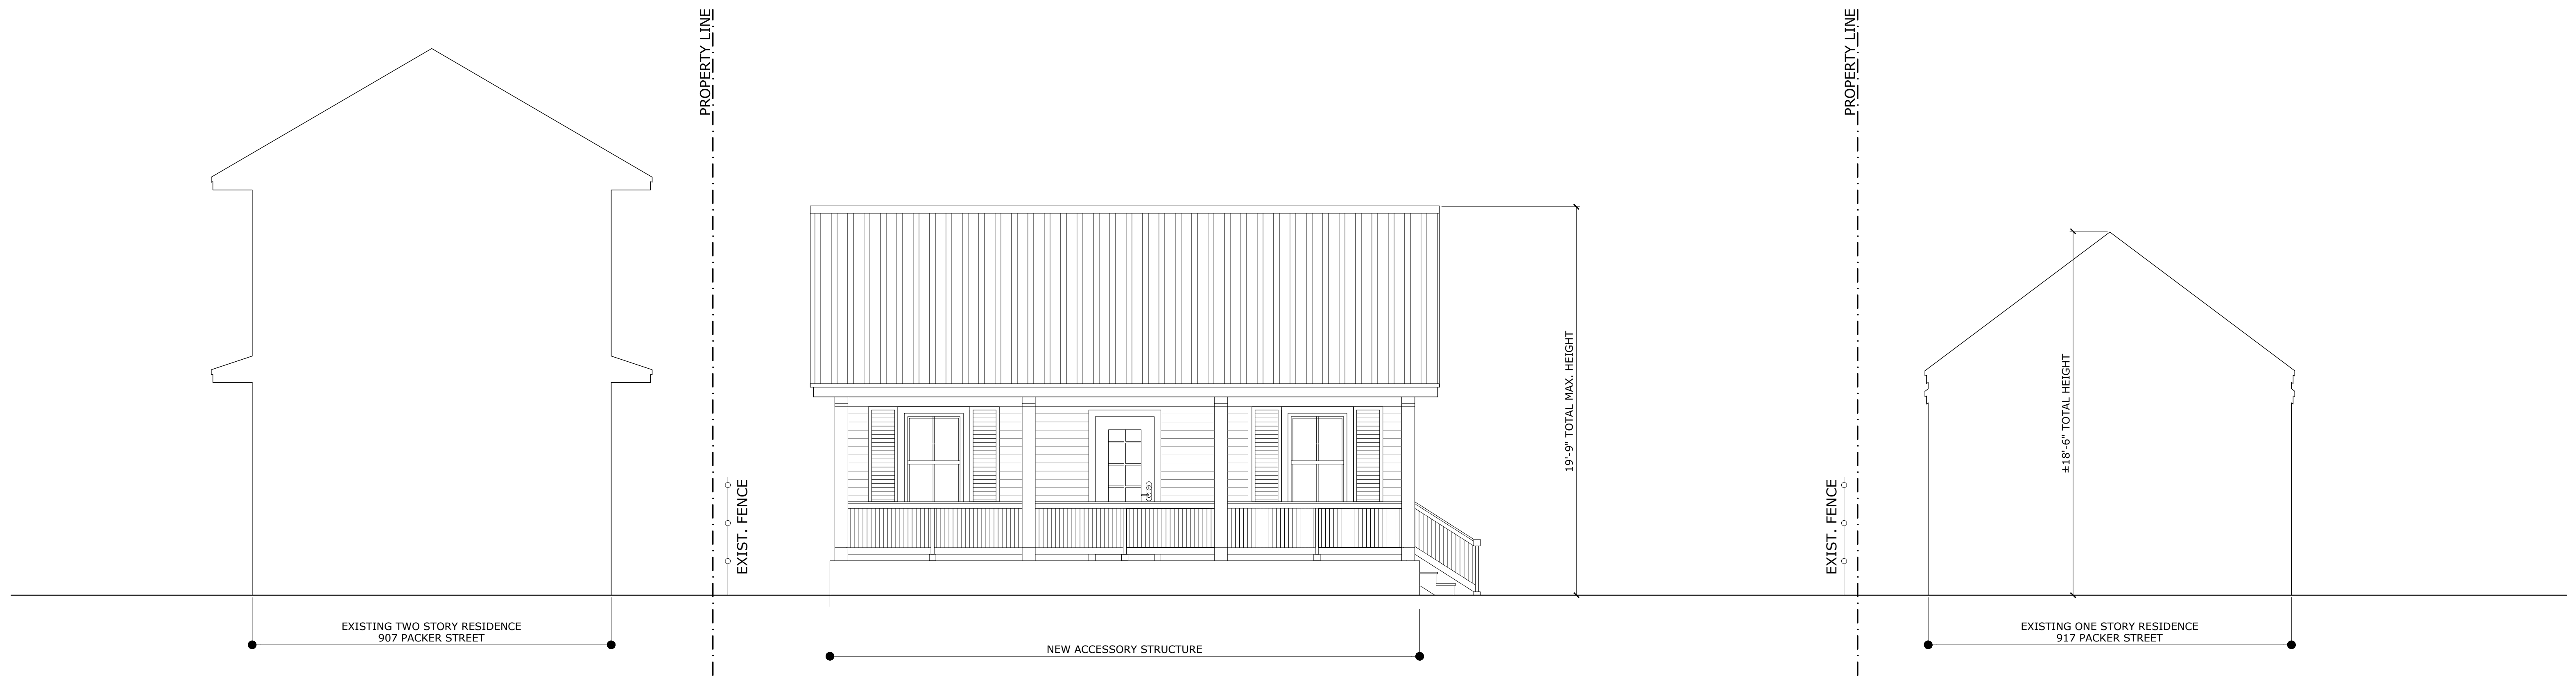 PROPERTY LINE
PROPERTY LINE
EXIST. FENCE
19'-9" TOTAL MAX. HEIGHT
EXIST. FENCE
±18'-6" TOTAL HEIGHT
EXISTING TWO STORY RESIDENCE
907 PACKER STREET
NEW ACCESSORY STRUCTURE
EXISTING ONE STORY RESIDENCE
917 PACKER STREET